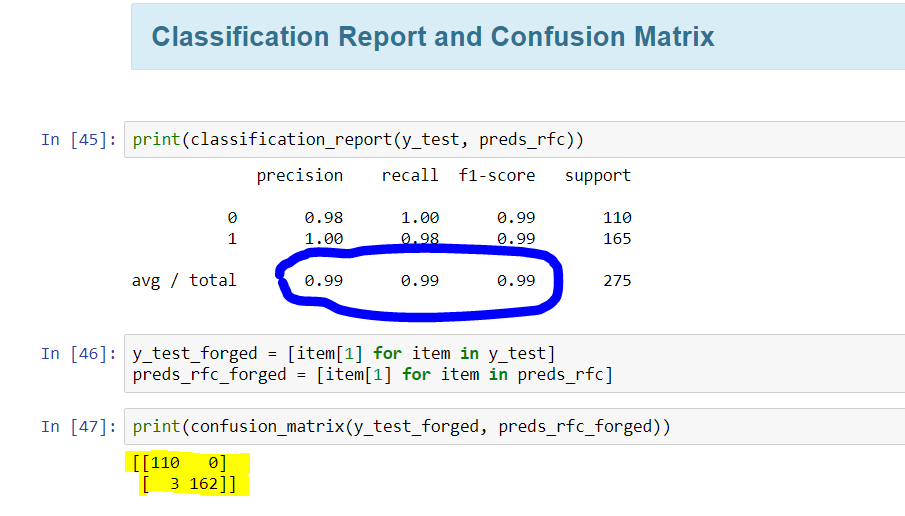 Classification Report and Confusion Matrix
In [45]: print(classification_report(y_test, preds_rfc))
precision recall f1-score support
0 0.98 1.00 0.99 110
1 1.00 0.98 0.99 165
avg / total 0.99 0.99 0.99 275
In [46]: y_test_forged = [item[1] for item in y_test]
preds_rfc_forged = [item[1] for item in preds_rfc]
In [47]: print(confusion_matrix(y_test_forged, preds_rfc_forged))
[[110 0]
[ 3 162]]